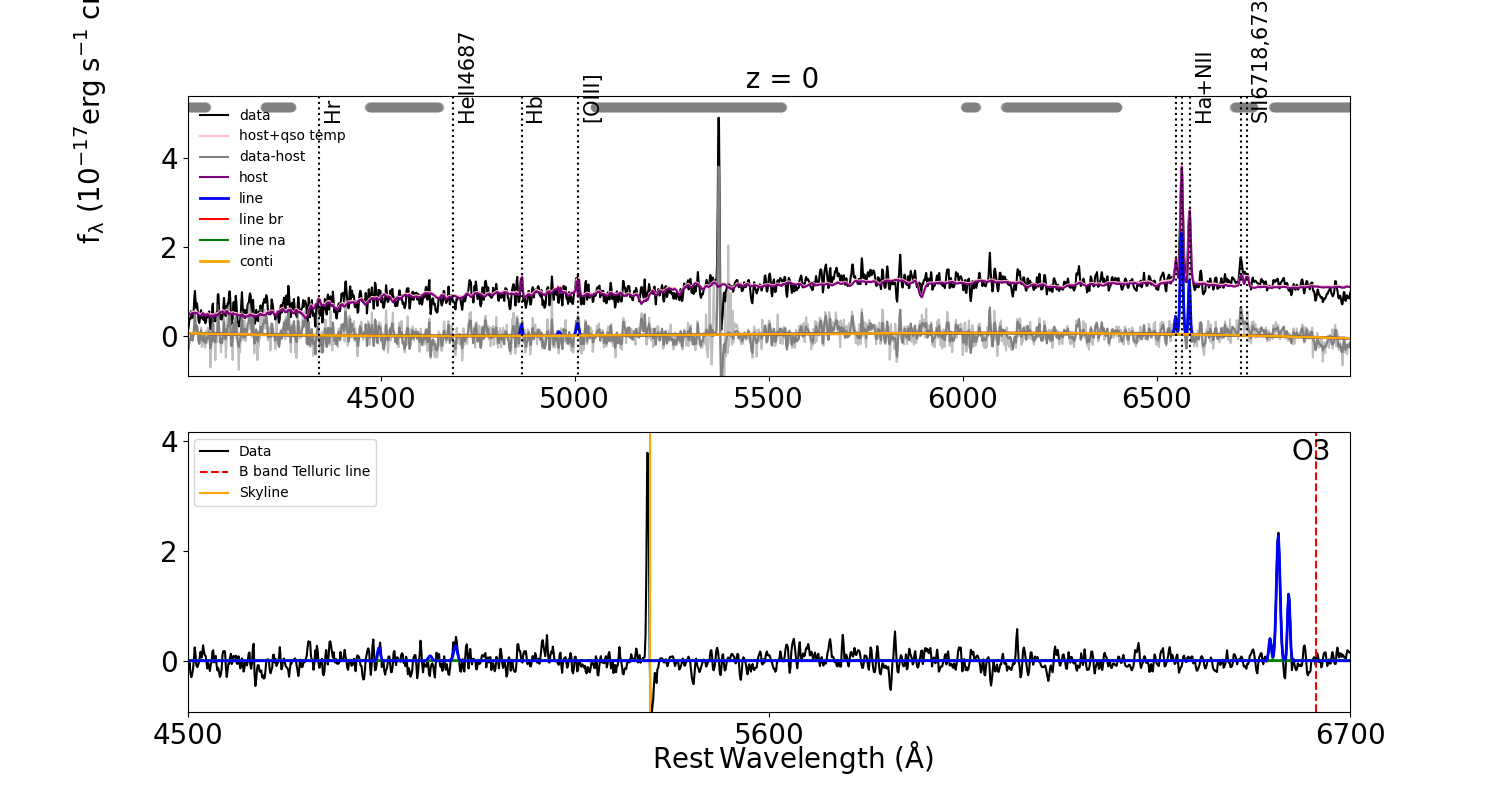 z = 0
Hr
HeII4687
Hb
[OIII]
Ha+NII
SII6718,673
data
host+qso temp
data-host
host
line
line br
line na
conti
fλ (10⁻¹⁷erg s⁻¹ c
4
2
0
4500
5000
5500
6000
6500
Data
B band Telluric line
Skyline
O3
4
2
0
4500
5600
6700
Rest Wavelength (Å)